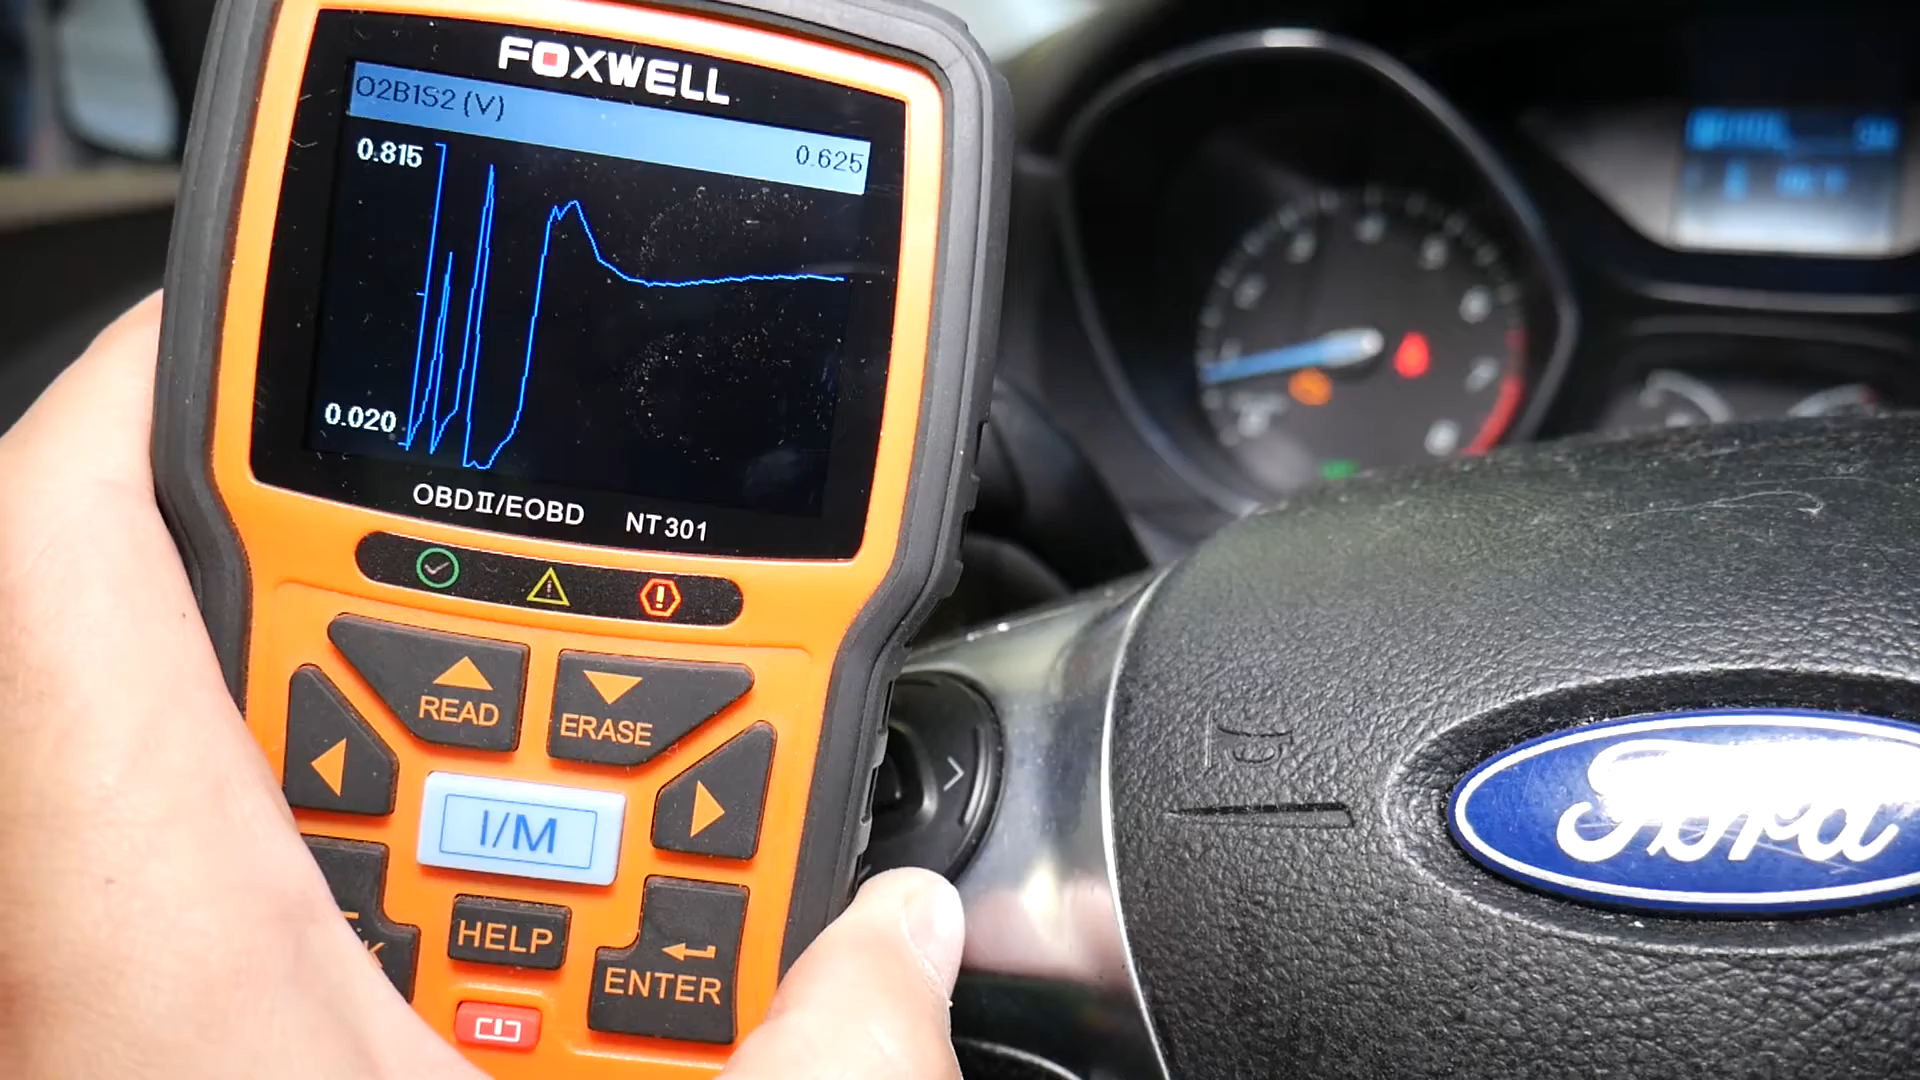 FOXWELL
O2B1S2 (V)
0.625
0.815
0.020
OBDII/EOBD NT301
READ
ERASE
I/M
HELP
ENTER
Ford